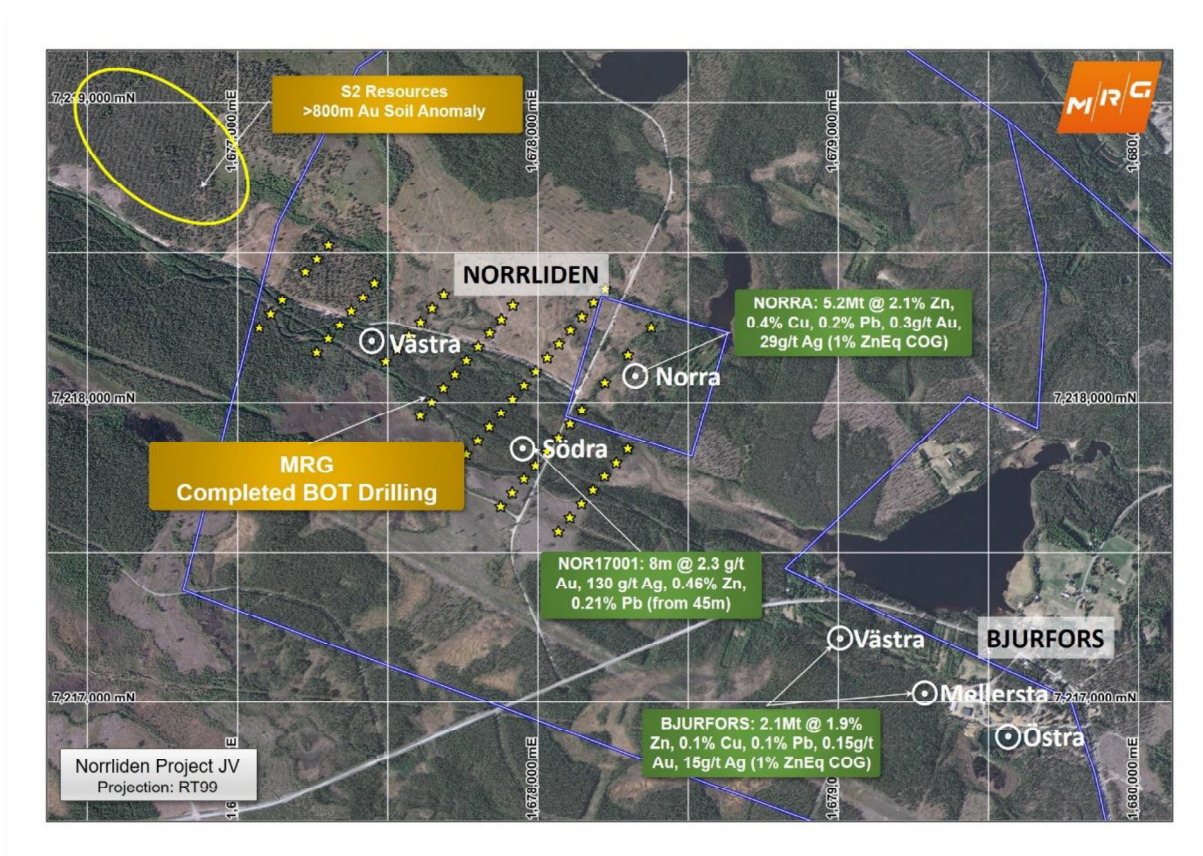 7,219,000 mN
1,677,000 mE
S2 Resources
>800m Au Soil Anomaly
1,678,000 mE
1,679,000 mE
M/R/G
NORRLIDEN
NORRA: 5.2Mt @ 2.1% Zn,
0.4% Cu, 0.2% Pb, 0.3g/t Au,
29g/t Ag (1% ZnEq COG)
Västra
Norra
7,218,000 mN
7,218,000 mN
MRG
Completed BOT Drilling
Södra
NOR17001: 8m @ 2.3 g/t
Au, 130 g/t Ag, 0.46% Zn,
0.21% Pb (from 45m)
Västra
BJURFORS
7,217,000 mN
7,217,000 mN
Mellersta
Östra
BJURFORS: 2.1Mt @ 1.9%
Zn, 0.1% Cu, 0.1% Pb, 0.15g/t
Au, 15g/t Ag (1% ZnEq COG)
Norrliden Project JV
Projection: RT99
1,678,000 mE
1,680,000 mE